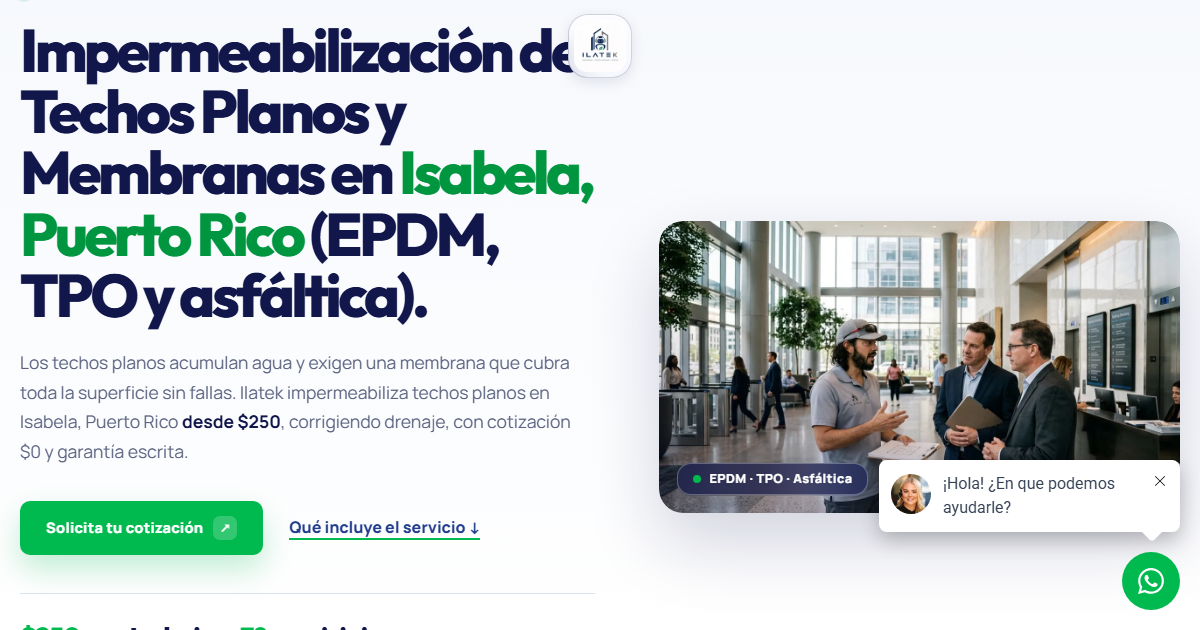 Impermeabilización de
Techos Planos y
Membranas en Isabela,
Puerto Rico (EPDM,
TPO y asfáltica).
ILATEK
Los techos planos acumulan agua y exigen una membrana que cubra
toda la superficie sin fallas. Ilatek impermeabiliza techos planos en
Isabela, Puerto Rico desde $250, corrigiendo drenaje, con cotización
$0 y garantía escrita.
Solicita tu cotización ↗
Qué incluye el servicio ↓
EPDM · TPO · Asfáltica
¡Hola! ¿En que podemos
ayudarle?